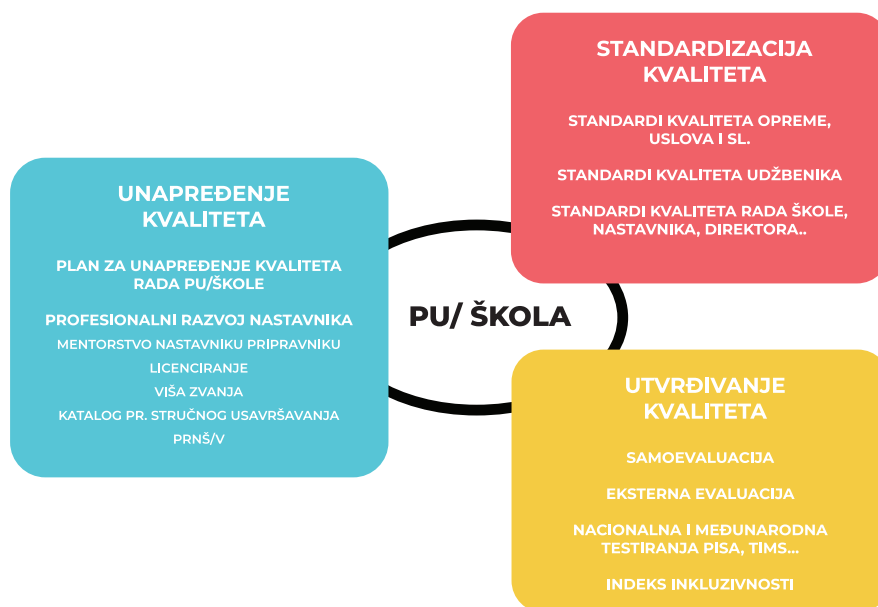 STANDARDIZACIJA
KVALITETA
STANDARDI KVALITETA OPREME,
USLOVA I SL.
STANDARDI KVALITETA UDŽBENIKA
STANDARDI KVALITETA RADA ŠKOLE,
NASTAVNIKA, DIREKTORA..
UNAPREĐENJE
KVALITETA
PLAN ZA UNAPREĐENJE KVALITETA
RADA PU/ŠKOLE
PROFESIONALNI RAZVOJ NASTAVNIKA
MENTORSTVO NASTAVNIKU PRIPRAVNIKU
LICENCIRANJE
VIŠA ZVANJA
KATALOG PR. STRUČNOG USAVRŠAVANJA
PRNŠ/V
PU/ ŠKOLA
UTVRĐIVANJE
KVALITETA
SAMOEVALUACIJA
EKSTERNA EVALUACIJA
NACIONALNA I MEĐUNARODNA
TESTIRANJA PISA, TIMS...
INDEKS INKLUZIVNOSTI